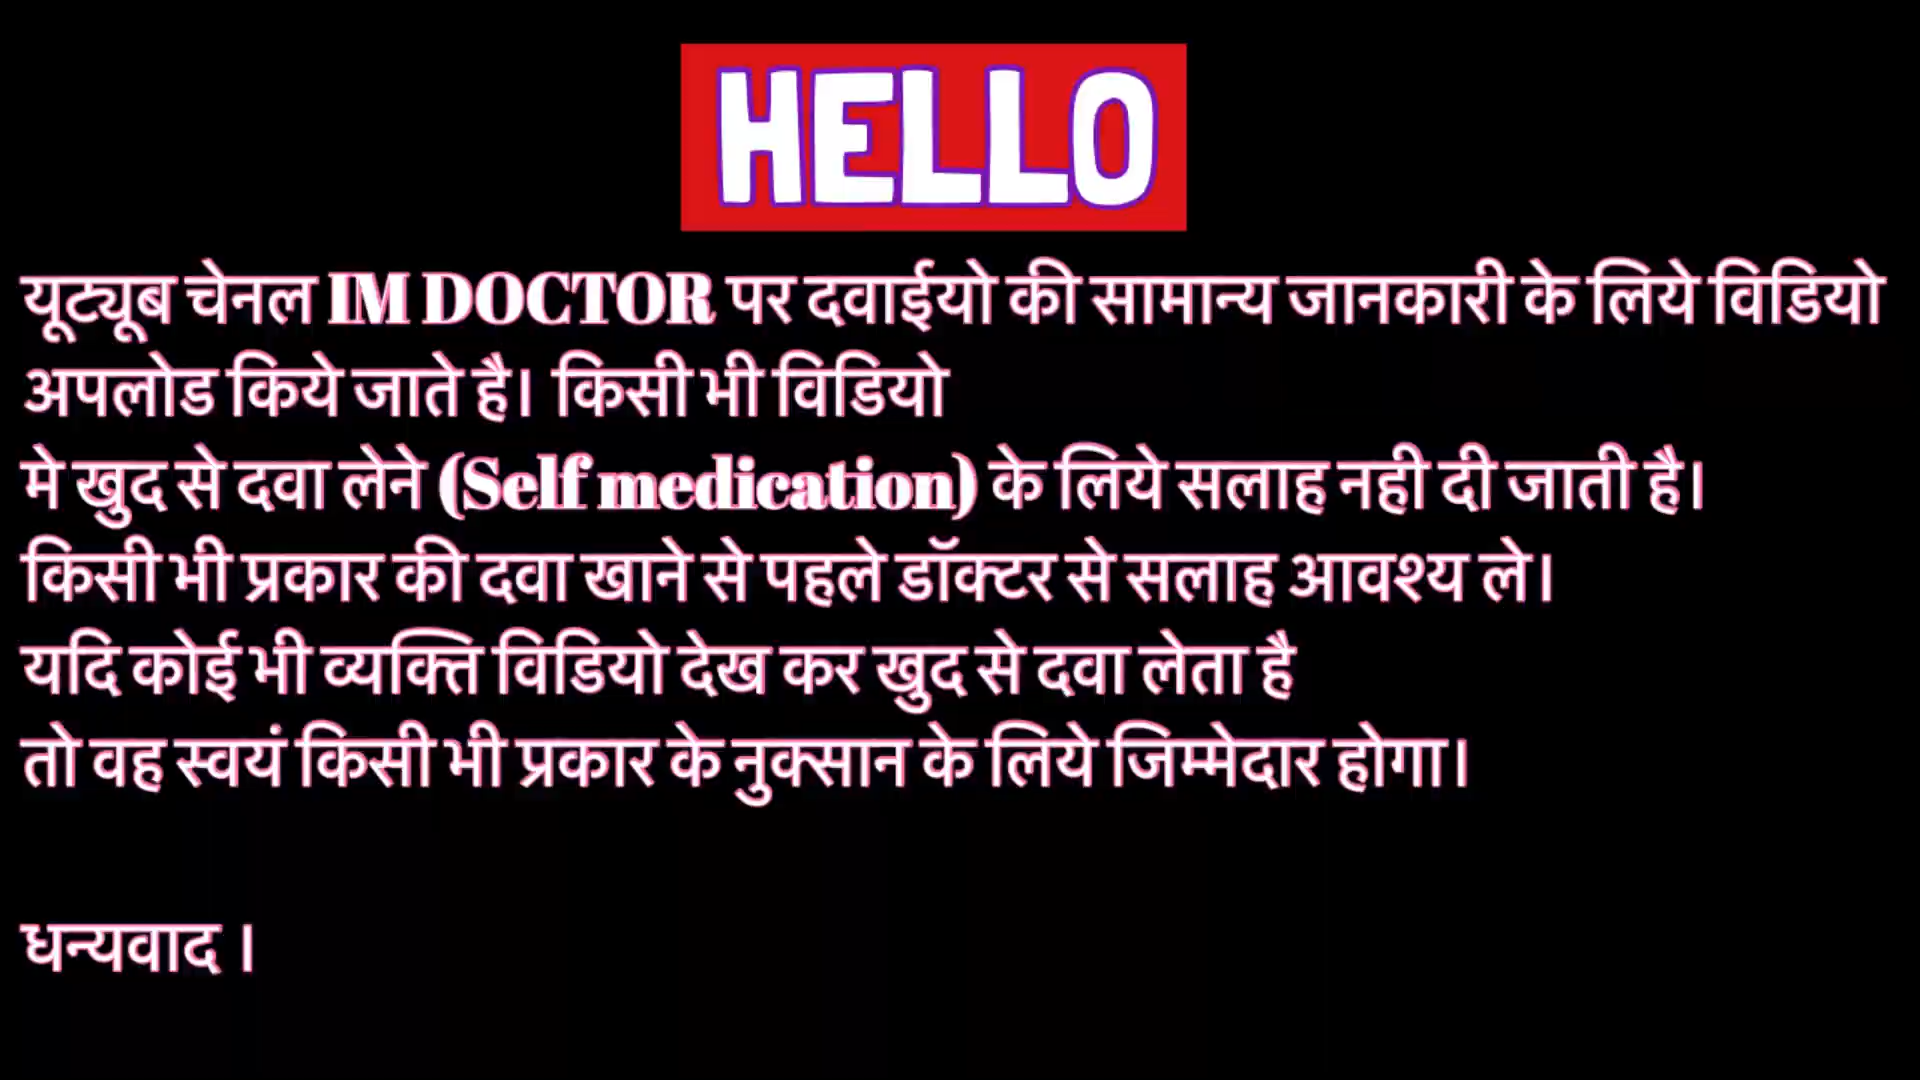 HELLO
यूट्यूब चेनल IM DOCTOR पर दवाईयो की सामान्य जानकारी के लिये विडियो
अपलोड किये जाते है। किसी भी विडियो
मे खुद से दवा लेने (Self medication) के लिये सलाह नही दी जाती है।
किसी भी प्रकार की दवा खाने से पहले डॉक्टर से सलाह आवश्य ले।
यदि कोई भी व्यक्ति विडियो देख कर खुद से दवा लेता है
तो वह स्वयं किसी भी प्रकार के नुक्सान के लिये जिम्मेदार होगा।
धन्यवाद ।